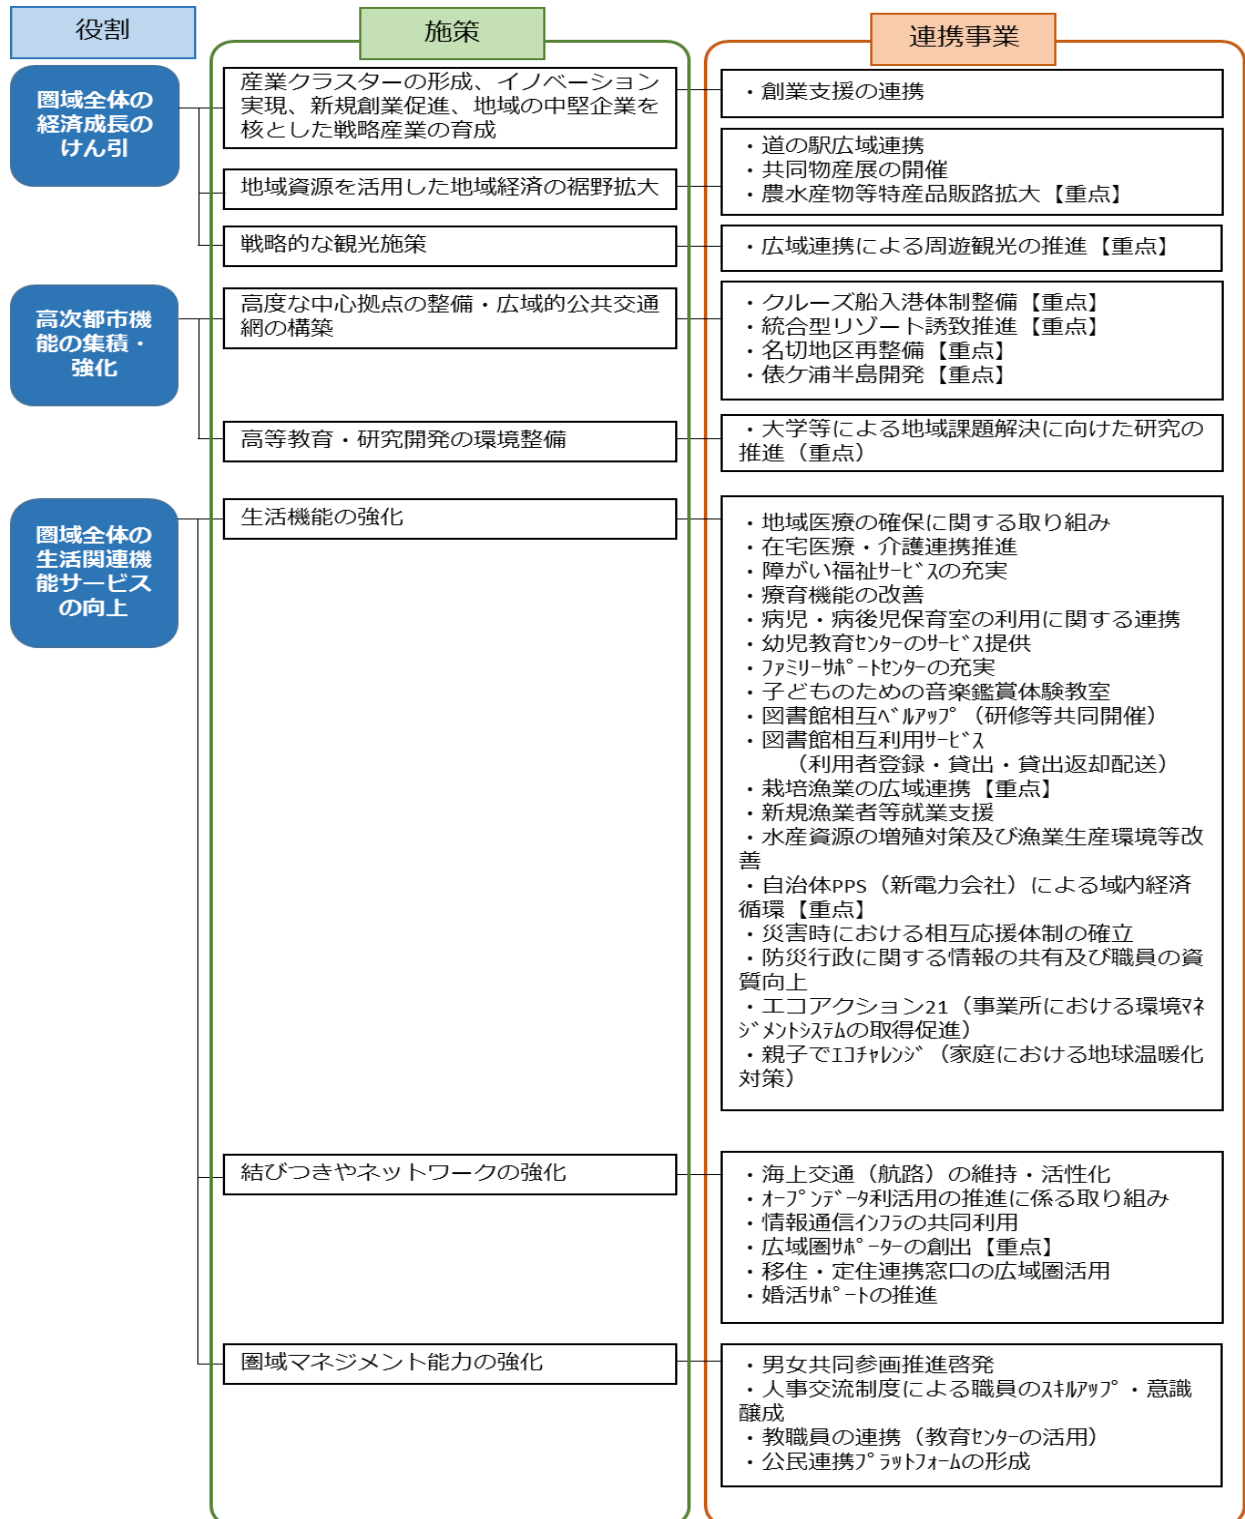 役割
施策
連携事業
圏域全体の
経済成長の
けん引
産業クラスターの形成、イノベーション
実現、新規創業促進、地域の中堅企業を
核とした戦略産業の育成
・創業支援の連携
地域資源を活用した地域経済の裾野拡大
・道の駅広域連携
・共同物産展の開催
・農水産物等特産品販路拡大【重点】
戦略的な観光施策
・広域連携による周遊観光の推進【重点】
高次都市機
能の集積・
強化
高度な中心拠点の整備・広域的公共交通
網の構築
・クルーズ船入港体制整備【重点】
・統合型リゾート誘致推進【重点】
・名切地区再整備【重点】
・俵ケ浦半島開発【重点】
高等教育・研究開発の環境整備
・大学等による地域課題解決に向けた研究の
推進（重点）
圏域全体の
生活関連機
能サービス
の向上
生活機能の強化
・地域医療の確保に関する取り組み
・在宅医療・介護連携推進
・障がい福祉ｻｰﾋﾞｽの充実
・療育機能の改善
・病児・病後児保育室の利用に関する連携
・幼児教育ｾﾝﾀｰのｻｰﾋﾞｽ提供
・ﾌｧﾐﾘｰｻﾎﾟｰﾄｾﾝﾀｰの充実
・子どものための音楽鑑賞体験教室
・図書館相互ﾍﾞﾙｱｯﾌﾟ（研修等共同開催）
・図書館相互利用ｻｰﾋﾞｽ
（利用者登録・貸出・貸出返却配送）
・栽培漁業の広域連携【重点】
・新規漁業者等就業支援
・水産資源の増殖対策及び漁業生産環境等改
善
・自治体PPS（新電力会社）による域内経済
循環【重点】
・災害時における相互応援体制の確立
・防災行政に関する情報の共有及び職員の資
質向上
・エコアクション21（事業所における環境ﾏﾈ
ｼﾞﾒﾝﾄｼｽﾃﾑの取得促進）
・親子でｴｺﾁｬﾚﾝｼﾞ（家庭における地球温暖化
対策）
結びつきやネットワークの強化
・海上交通（航路）の維持・活性化
・ｵｰﾌﾟﾝﾃﾞｰﾀ利活用の推進に係る取り組み
・情報通信ｲﾝﾌﾗの共同利用
・広域圏ｻﾎﾟｰﾀｰの創出【重点】
・移住・定住連携窓口の広域圏活用
・婚活ｻﾎﾟｰﾄの推進
圏域マネジメント能力の強化
・男女共同参画推進啓発
・人事交流制度による職員のｽｷﾙｱｯﾌﾟ・意識
醸成
・教職員の連携（教育ｾﾝﾀｰの活用）
・公民連携ﾌﾟﾗｯﾄﾌｫｰﾑの形成